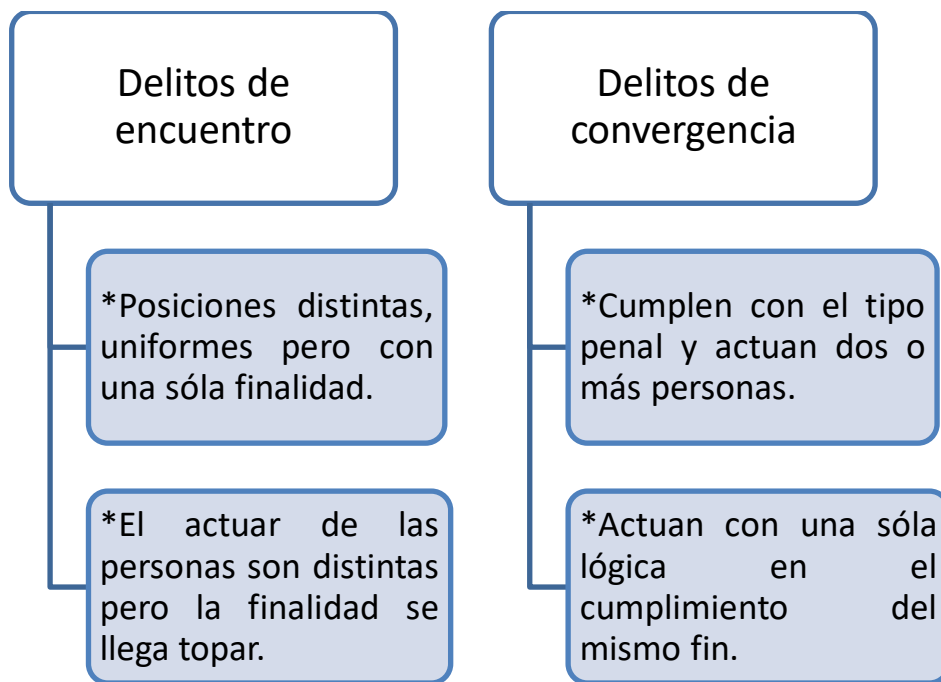 Delitos de
encuentro
*Posiciones distintas,
uniformes pero con
una sóla finalidad.
*El actuar de las
personas son distintas
pero la finalidad se
llega topar.
Delitos de
convergencia
*Cumplen con el tipo
penal y actuan dos o
más personas.
*Actuan con una sóla
lógica en el
cumplimiento del
mismo fin.